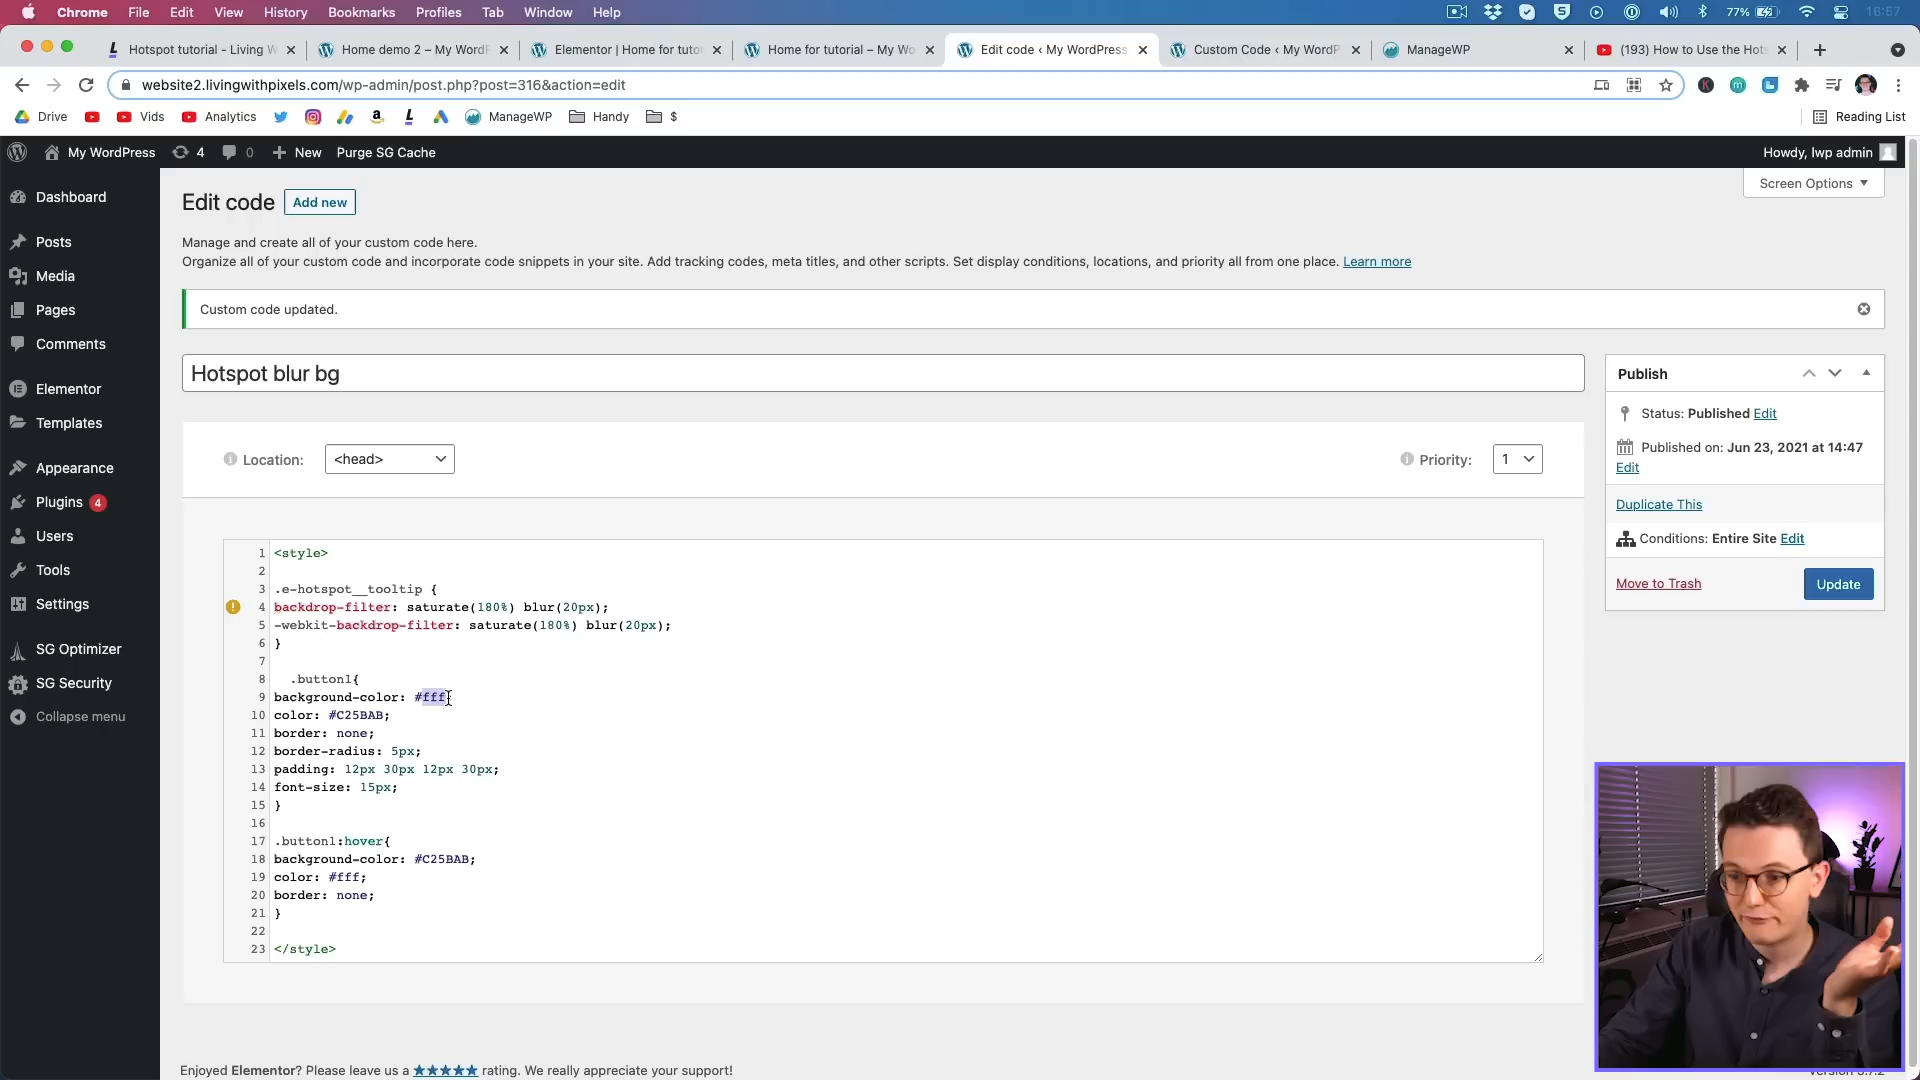 Chrome File Edit View History Bookmarks Profiles Tab Window Help 77% 16:57
Hotspot tutorial - Living W Home demo 2 – My WordP Elementor | Home for tuto Home for tutorial – My Wo Edit code ‹ My WordPress Custom Code ‹ My WordP ManageWP (193) How to Use the Hots
website2.livingwithpixels.com/wp-admin/post.php?post=316&action=edit
Drive Vids Analytics ManageWP Handy $ Reading List
My WordPress 4 0 New Purge SG Cache Howdy, lwp admin
Screen Options
Dashboard
Posts
Media
Pages
Comments
Elementor
Templates
Appearance
Plugins 4
Users
Tools
Settings
SG Optimizer
SG Security
Collapse menu
Edit code Add new
Manage and create all of your custom code here.
Organize all of your custom code and incorporate code snippets in your site. Add tracking codes, meta titles, and other scripts. Set display conditions, locations, and priority all from one place. Learn more
Custom code updated.
Hotspot blur bg
Location: <head> Priority: 1
1 <style>
2
3 .e-hotspot__tooltip {
4 backdrop-filter: saturate(180%) blur(20px);
5 -webkit-backdrop-filter: saturate(180%) blur(20px);
6 }
7
8 .button1{
9 background-color: #fff;
10 color: #C25BAB;
11 border: none;
12 border-radius: 5px;
13 padding: 12px 30px 12px 30px;
14 font-size: 15px;
15 }
16
17 .button1:hover{
18 background-color: #C25BAB;
19 color: #fff;
20 border: none;
21 }
22
23 </style>
Publish
Status: Published Edit
Published on: Jun 23, 2021 at 14:47
Edit
Duplicate This
Conditions: Entire Site Edit
Move to Trash Update
Enjoyed Elementor? Please leave us a ★★★★★ rating. We really appreciate your support!